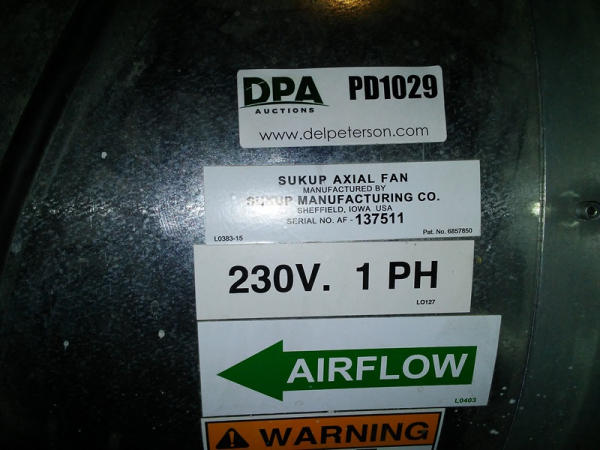 DPA PD1029
AUCTIONS
www.delpeterson.com
SUKUP AXIAL FAN
MANUFACTURED BY
SUKUP MANUFACTURING CO.
SHEFFIELD, IOWA USA
SERIAL NO. AF - 137511
L0383-15 Pat. No. 6857850
230V. 1 PH
LO127
AIRFLOW
L0403
WARNING